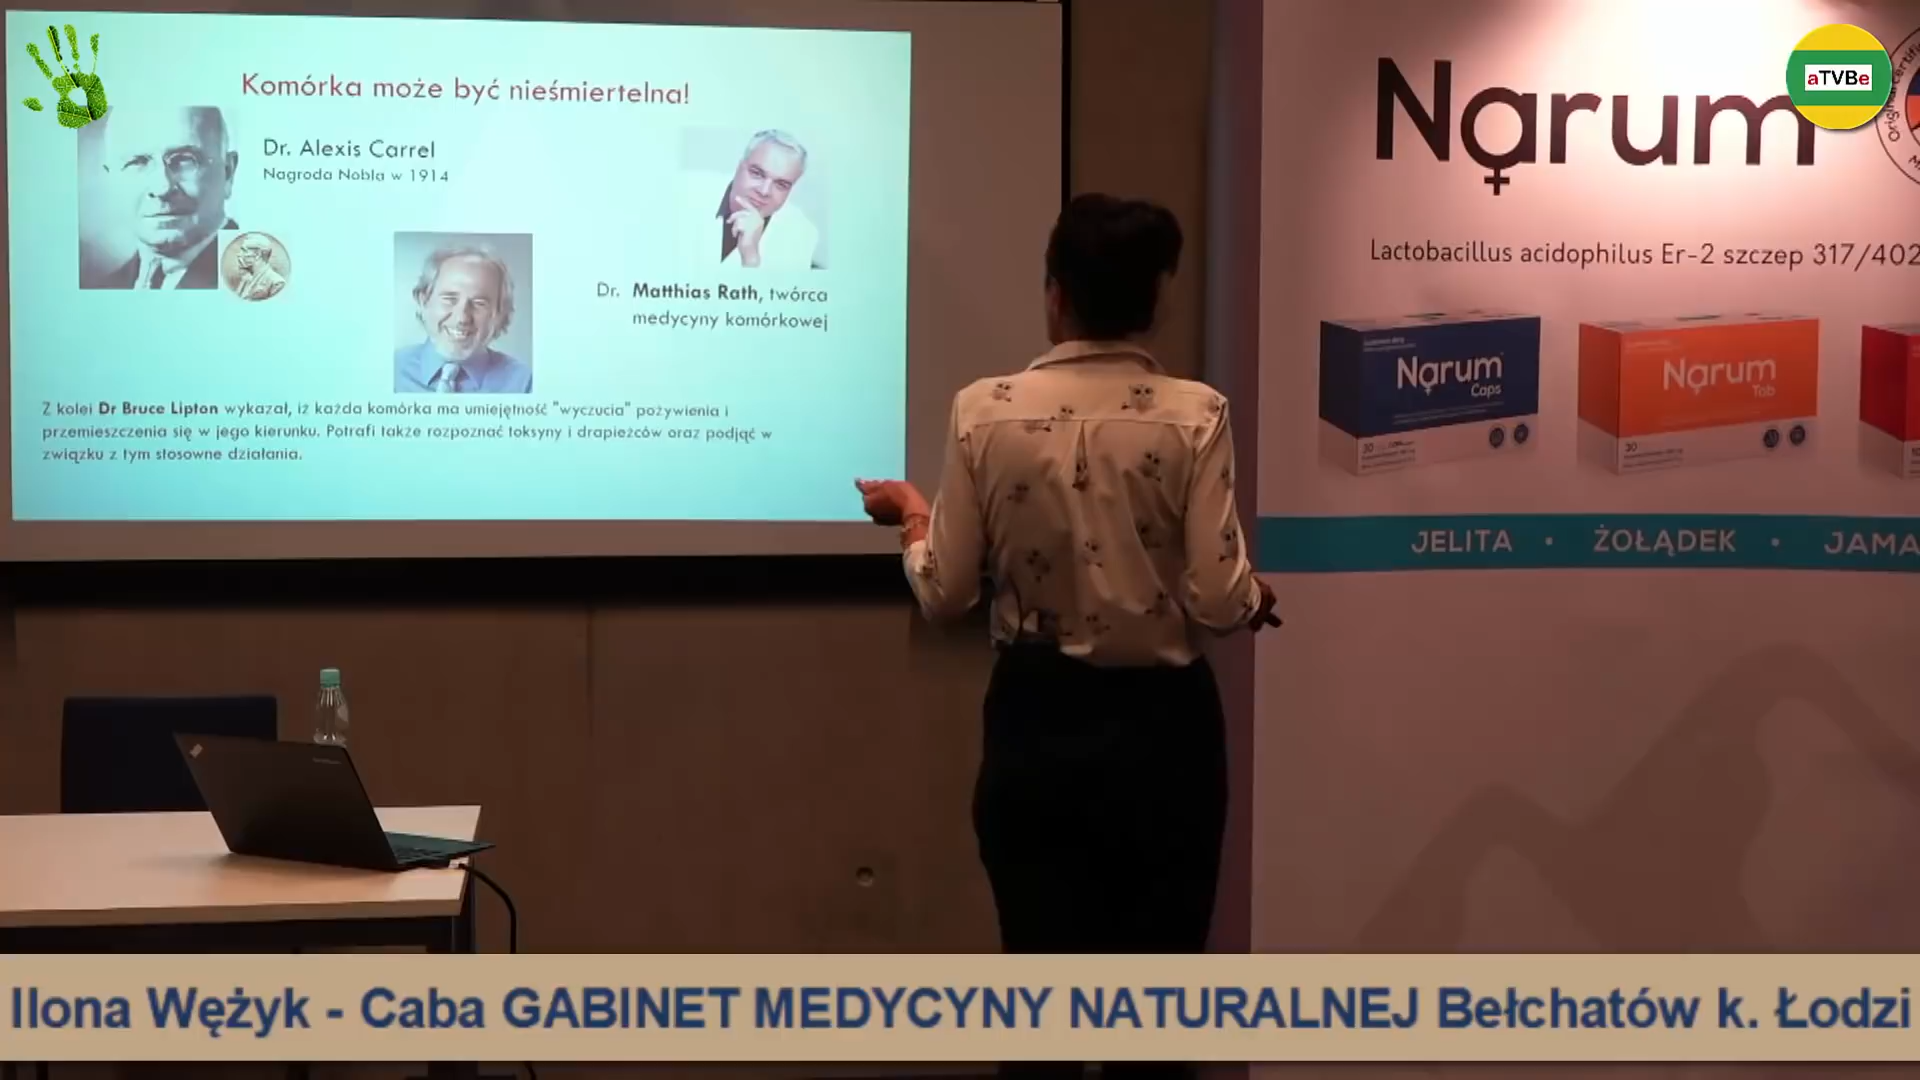 Komórka może być nieśmiertelna!
Dr. Alexis Carrel
Nagroda Nobla w 1914
Dr. Matthias Rath, twórca
medycyny komórkowej
Z kolei Dr Bruce Lipton wykazał, iż każda komórka ma umiejętność "wyczucia" pożywienia i
przemieszczenia się w jego kierunku. Potrafi także rozpoznać toksyny i drapieżców oraz podjąć w
związku z tym stosowne działania.
Narum
aTVBe
Lactobacillus acidophilus Er-2 szczep 317/402
Narum
Caps
30
Narum
Tab
30
JELITA • ŻOŁĄDEK • JAMA
Ilona Wężyk - Caba GABINET MEDYCYNY NATURALNEJ Bełchatów k. Łodzi